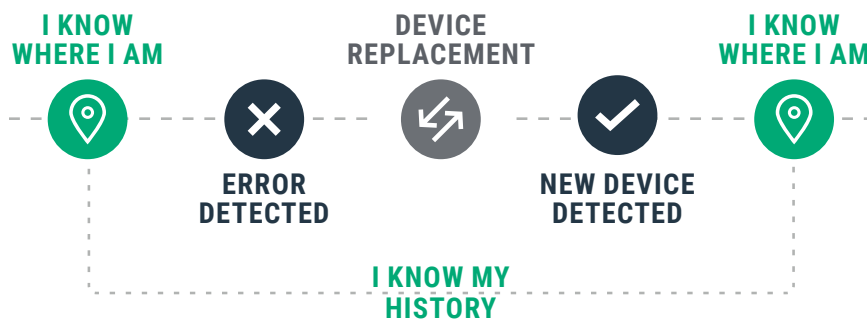 I KNOW
WHERE I AM
DEVICE
REPLACEMENT
I KNOW
WHERE I AM
ERROR
DETECTED
NEW DEVICE
DETECTED
I KNOW MY
HISTORY